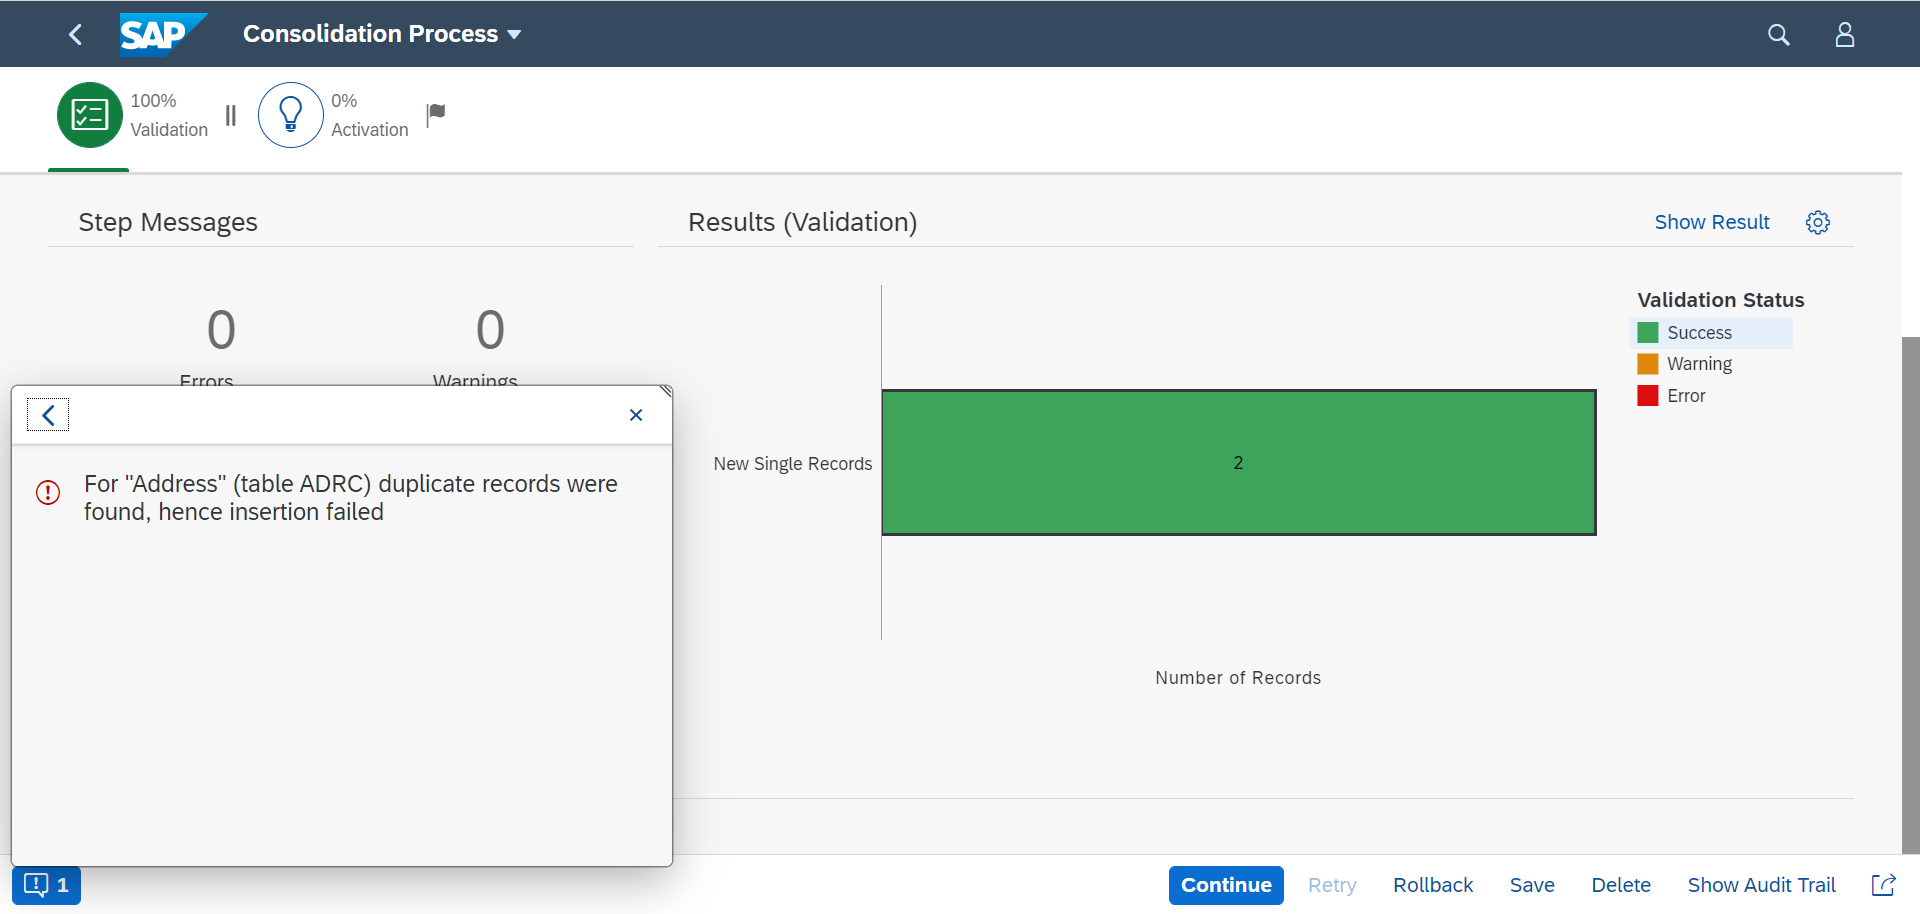 SAP Consolidation Process
100%
Validation
0%
Activation
Step Messages
Results (Validation)
Show Result
0
Errors
0
Warnings
For "Address" (table ADRC) duplicate records were
found, hence insertion failed
New Single Records
2
Number of Records
Validation Status
Success
Warning
Error
1
Continue Retry Rollback Save Delete Show Audit Trail